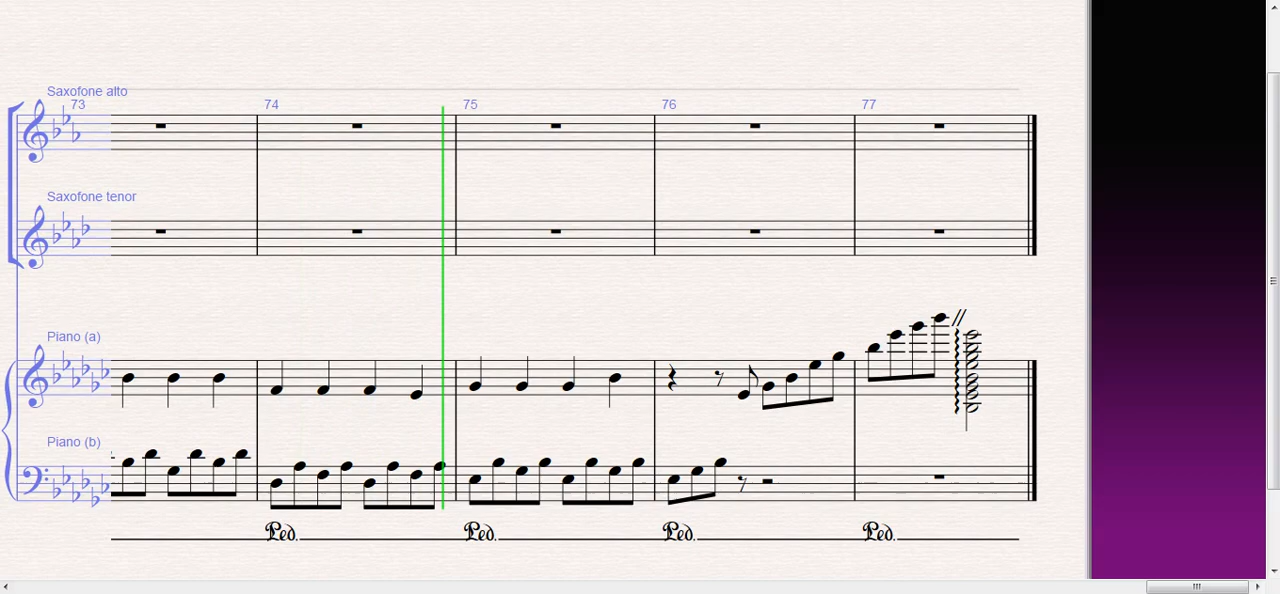 Saxofone alto
73 74 75 76 77
Saxofone tenor
Piano (a)
Piano (b)
Ped. Ped. Ped. Ped.